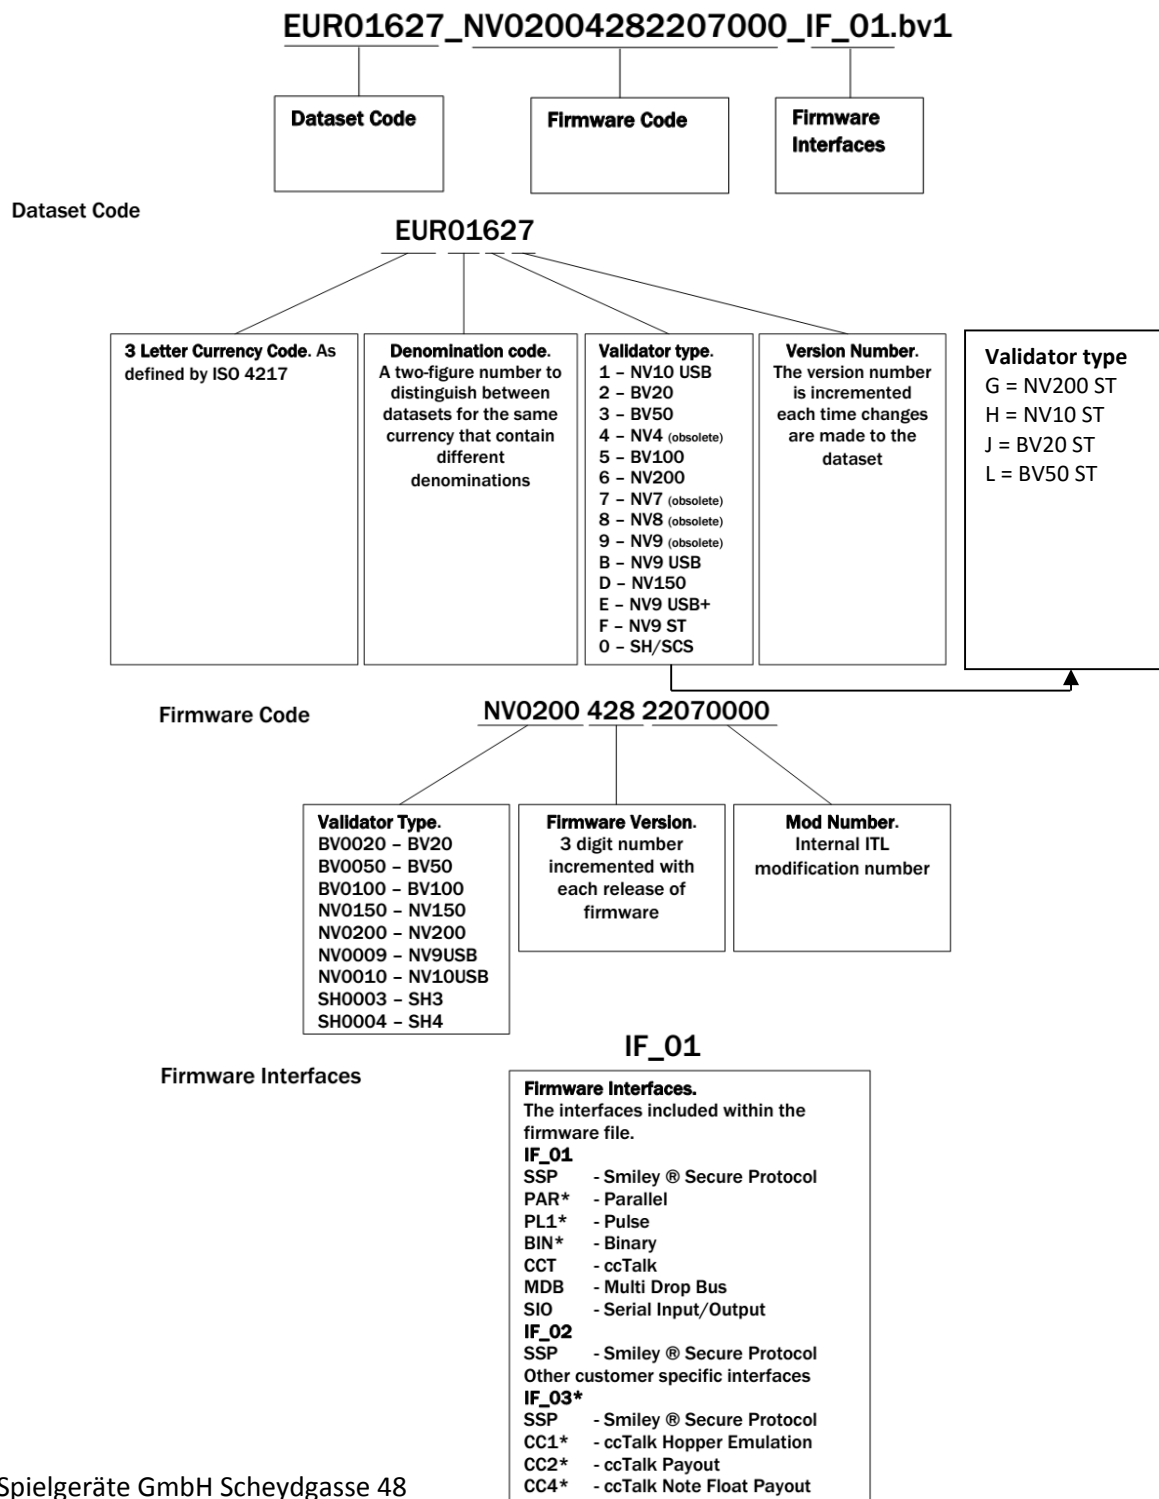 EUR01627_NV02004282207000_IF_01.bv1
Dataset Code
Firmware Code
Firmware
Interfaces
Dataset Code
EUR01627
3 Letter Currency Code. As
defined by ISO 4217
Denomination code.
A two-figure number to
distinguish between
datasets for the same
currency that contain
different
denominations
Validator type.
1 – NV10 USB
2 – BV20
3 – BV50
4 – NV4 (obsolete)
5 – BV100
6 – NV200
7 – NV7 (obsolete)
8 – NV8 (obsolete)
9 – NV9 (obsolete)
B – NV9 USB
D – NV150
E – NV9 USB+
F – NV9 ST
0 – SH/SCS
Version Number.
The version number
is incremented
each time changes
are made to the
dataset
Validator type
G = NV200 ST
H = NV10 ST
J = BV20 ST
L = BV50 ST
Firmware Code
NV0200 428 22070000
Validator Type.
BV0020 – BV20
BV0050 – BV50
BV0100 – BV100
NV0150 – NV150
NV0200 – NV200
NV0009 – NV9USB
NV0010 – NV10USB
SH0003 – SH3
SH0004 – SH4
Firmware Version.
3 digit number
incremented with
each release of
firmware
Mod Number.
Internal ITL
modification number
IF_01
Firmware Interfaces
Firmware Interfaces.
The interfaces included within the
firmware file.
IF_01
SSP - Smiley ® Secure Protocol
PAR* - Parallel
PL1* - Pulse
BIN* - Binary
CCT - ccTalk
MDB - Multi Drop Bus
SIO - Serial Input/Output
IF_02
SSP - Smiley ® Secure Protocol
Other customer specific interfaces
IF_03*
SSP - Smiley ® Secure Protocol
CC1* - ccTalk Hopper Emulation
CC2* - ccTalk Payout
CC4* - ccTalk Note Float Payout
Spielgeräte GmbH Scheydgasse 48